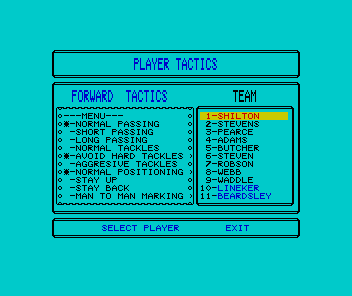 PLAYER TACTICS
FORWARD TACTICS
TEAM
---MENU---
*-NORMAL PASSING
-SHORT PASSING
-LONG PASSING
-NORMAL TACKLES
*-AVOID HARD TACKLES
-AGGRESIVE TACKLES
*-NORMAL POSITIONING
-STAY UP
-STAY BACK
-MAN TO MAN MARKING
1-SHILTON
2-STEVENS
3-PEARCE
4-ADAMS
5-BUTCHER
6-STEVEN
7-ROBSON
8-WEBB
9-WADDLE
10-LINEKER
11-BEARDSLEY
SELECT PLAYER EXIT